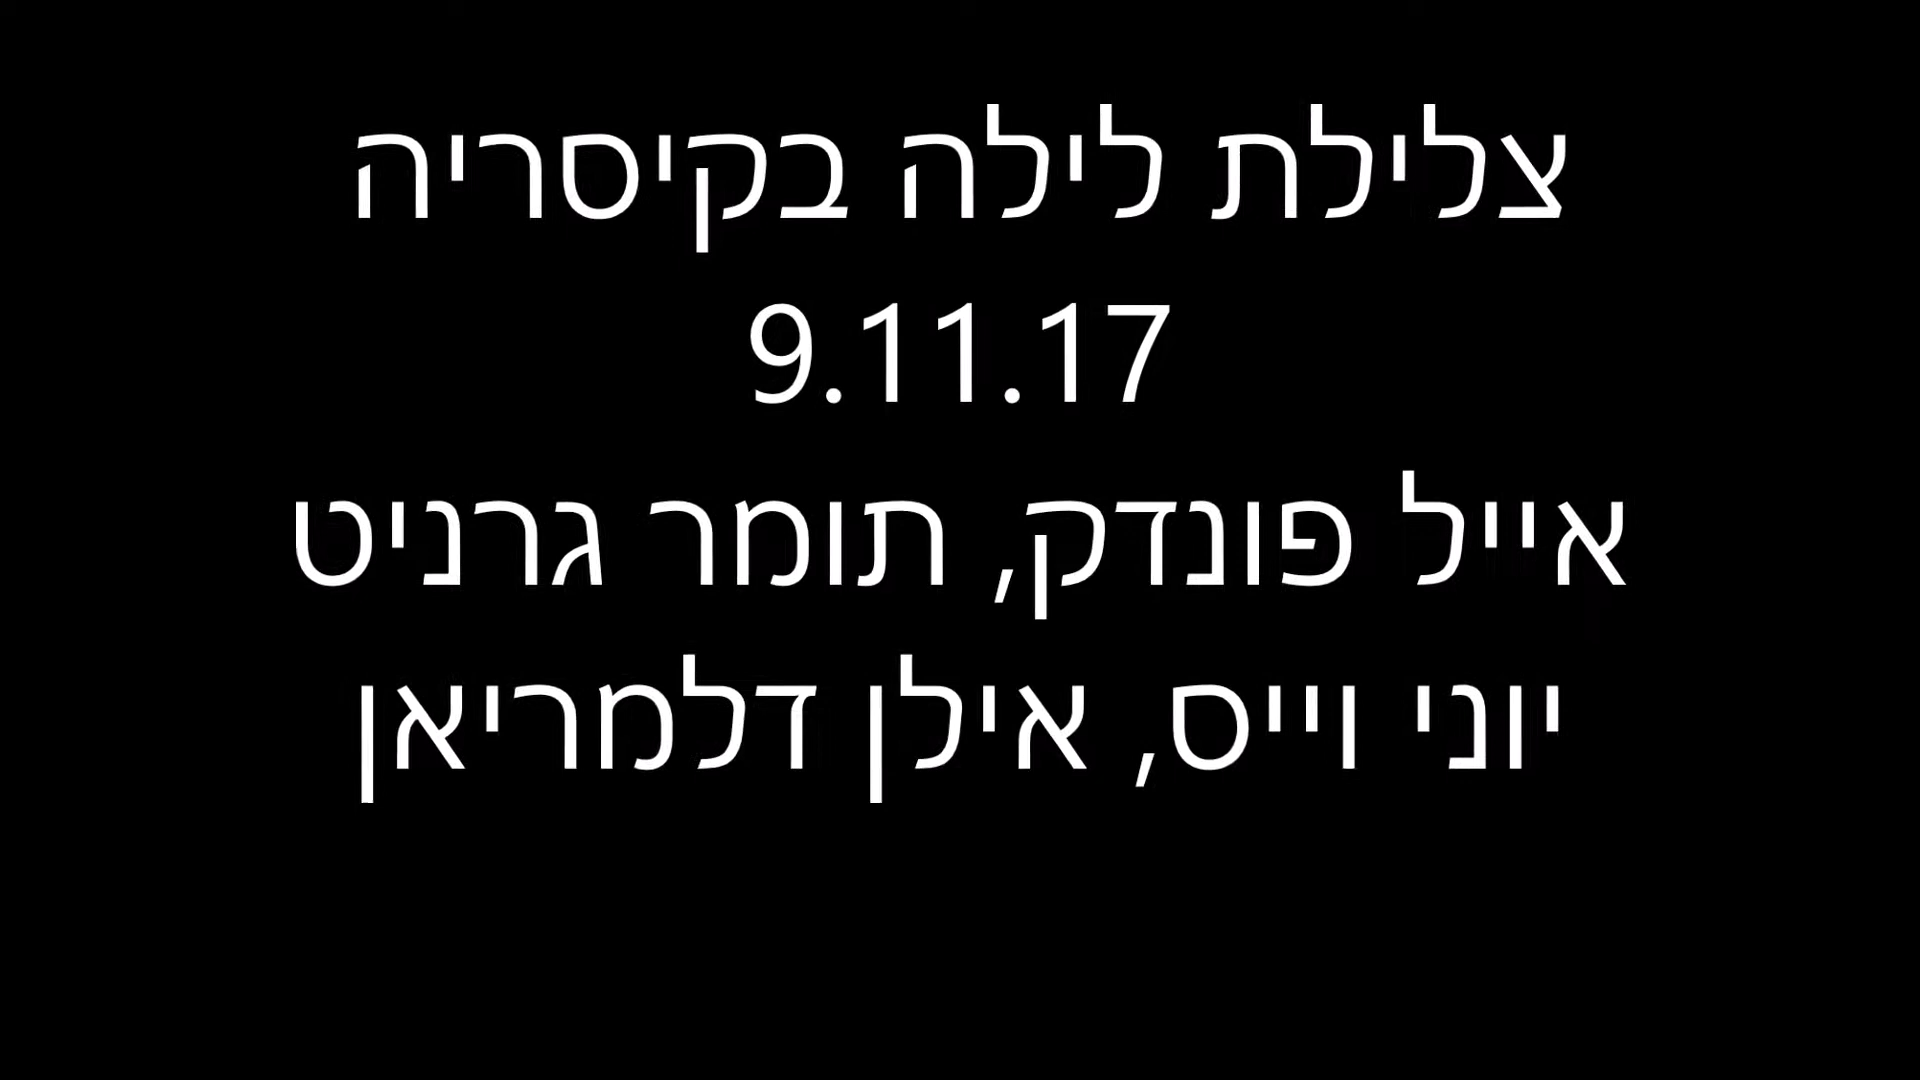 צלילת לילה בקיסריה
9.11.17
אייל פונדק, תומר גרניט
יוני וייס, אילן דלמריאן